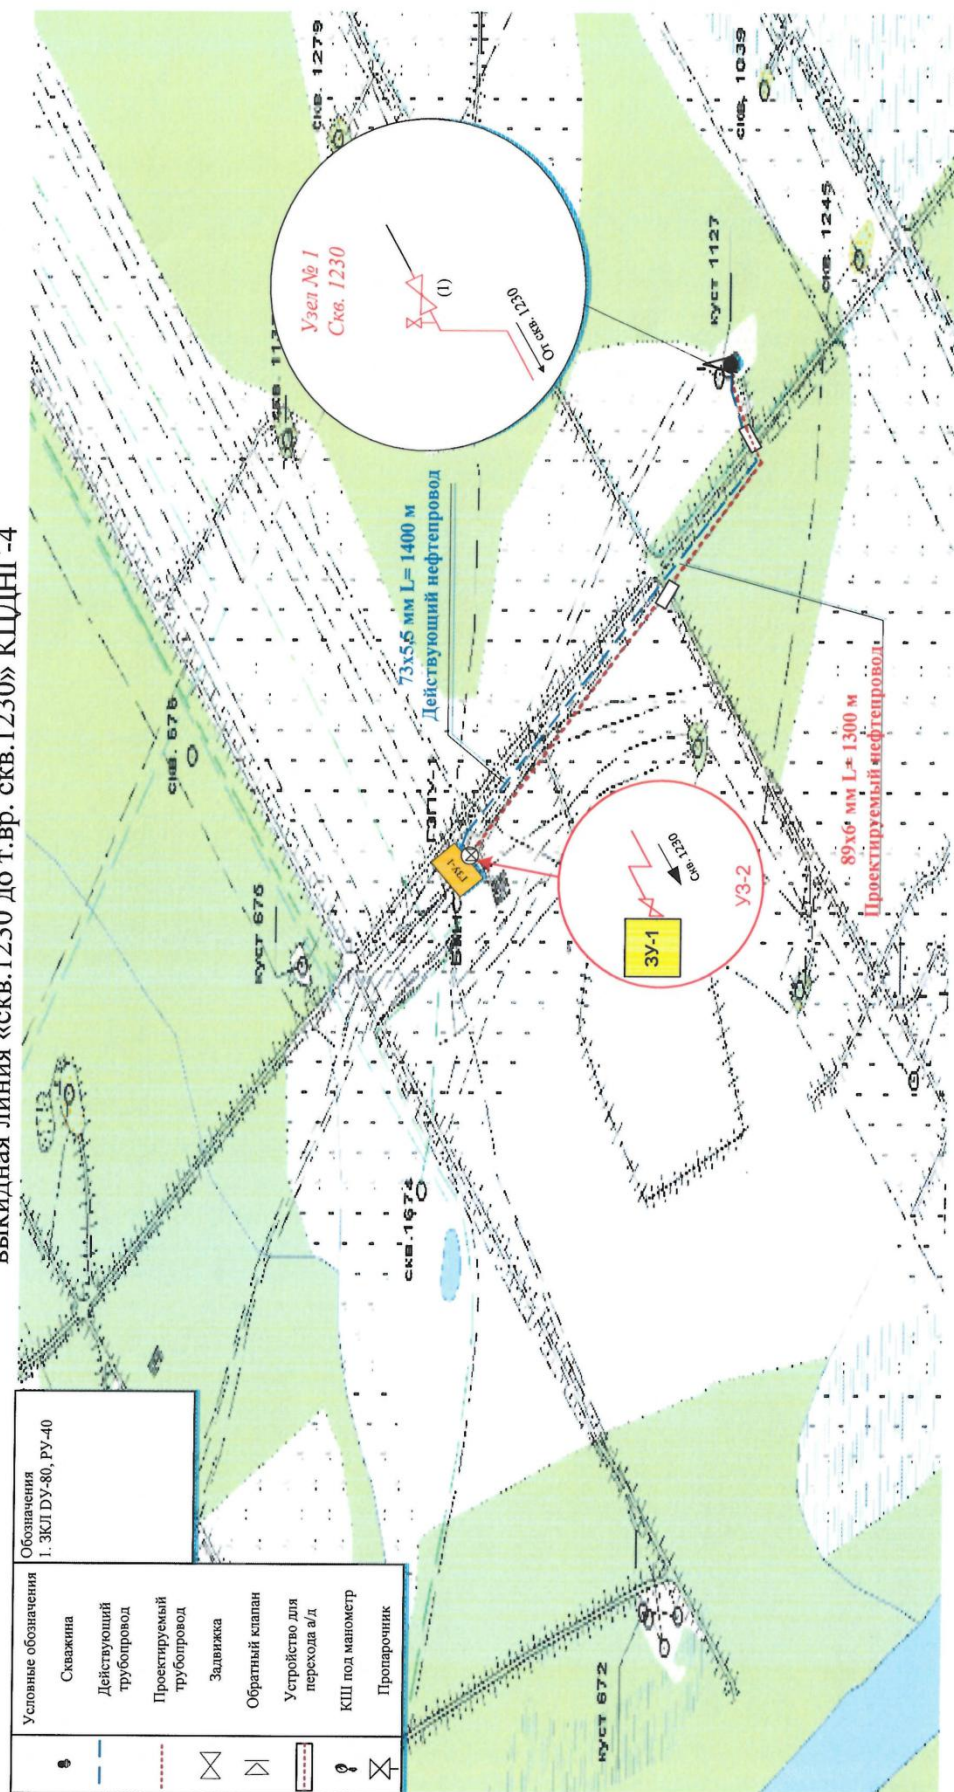 выкидная линия «скв.1230 до т.вр. скв.1230» КЦДНГ-4
Условные обозначения
Скважина
Действующий
трубопровод
Проектируемый
трубопровод
Задвижка
Обратный клапан
Устройство для
перехода а/д
КШ под манометр
Пропарочник
Обозначения
1. ЗКЛ DУ-80, РУ-40
куст 672
скв.1674
куст 675
скв. 676
ГЗУ-1
73х5,5 мм L= 1400 м
Действующий нефтепровод
ЗУ-1
Скв. 1230
УЗ-2
89х6 мм L= 1300 м
Проектируемый нефтепровод
Узел № 1
Скв. 1230
(1)
От скв. 1230
скв. 1279
куст 1127
скв. 1245
скв. 1039